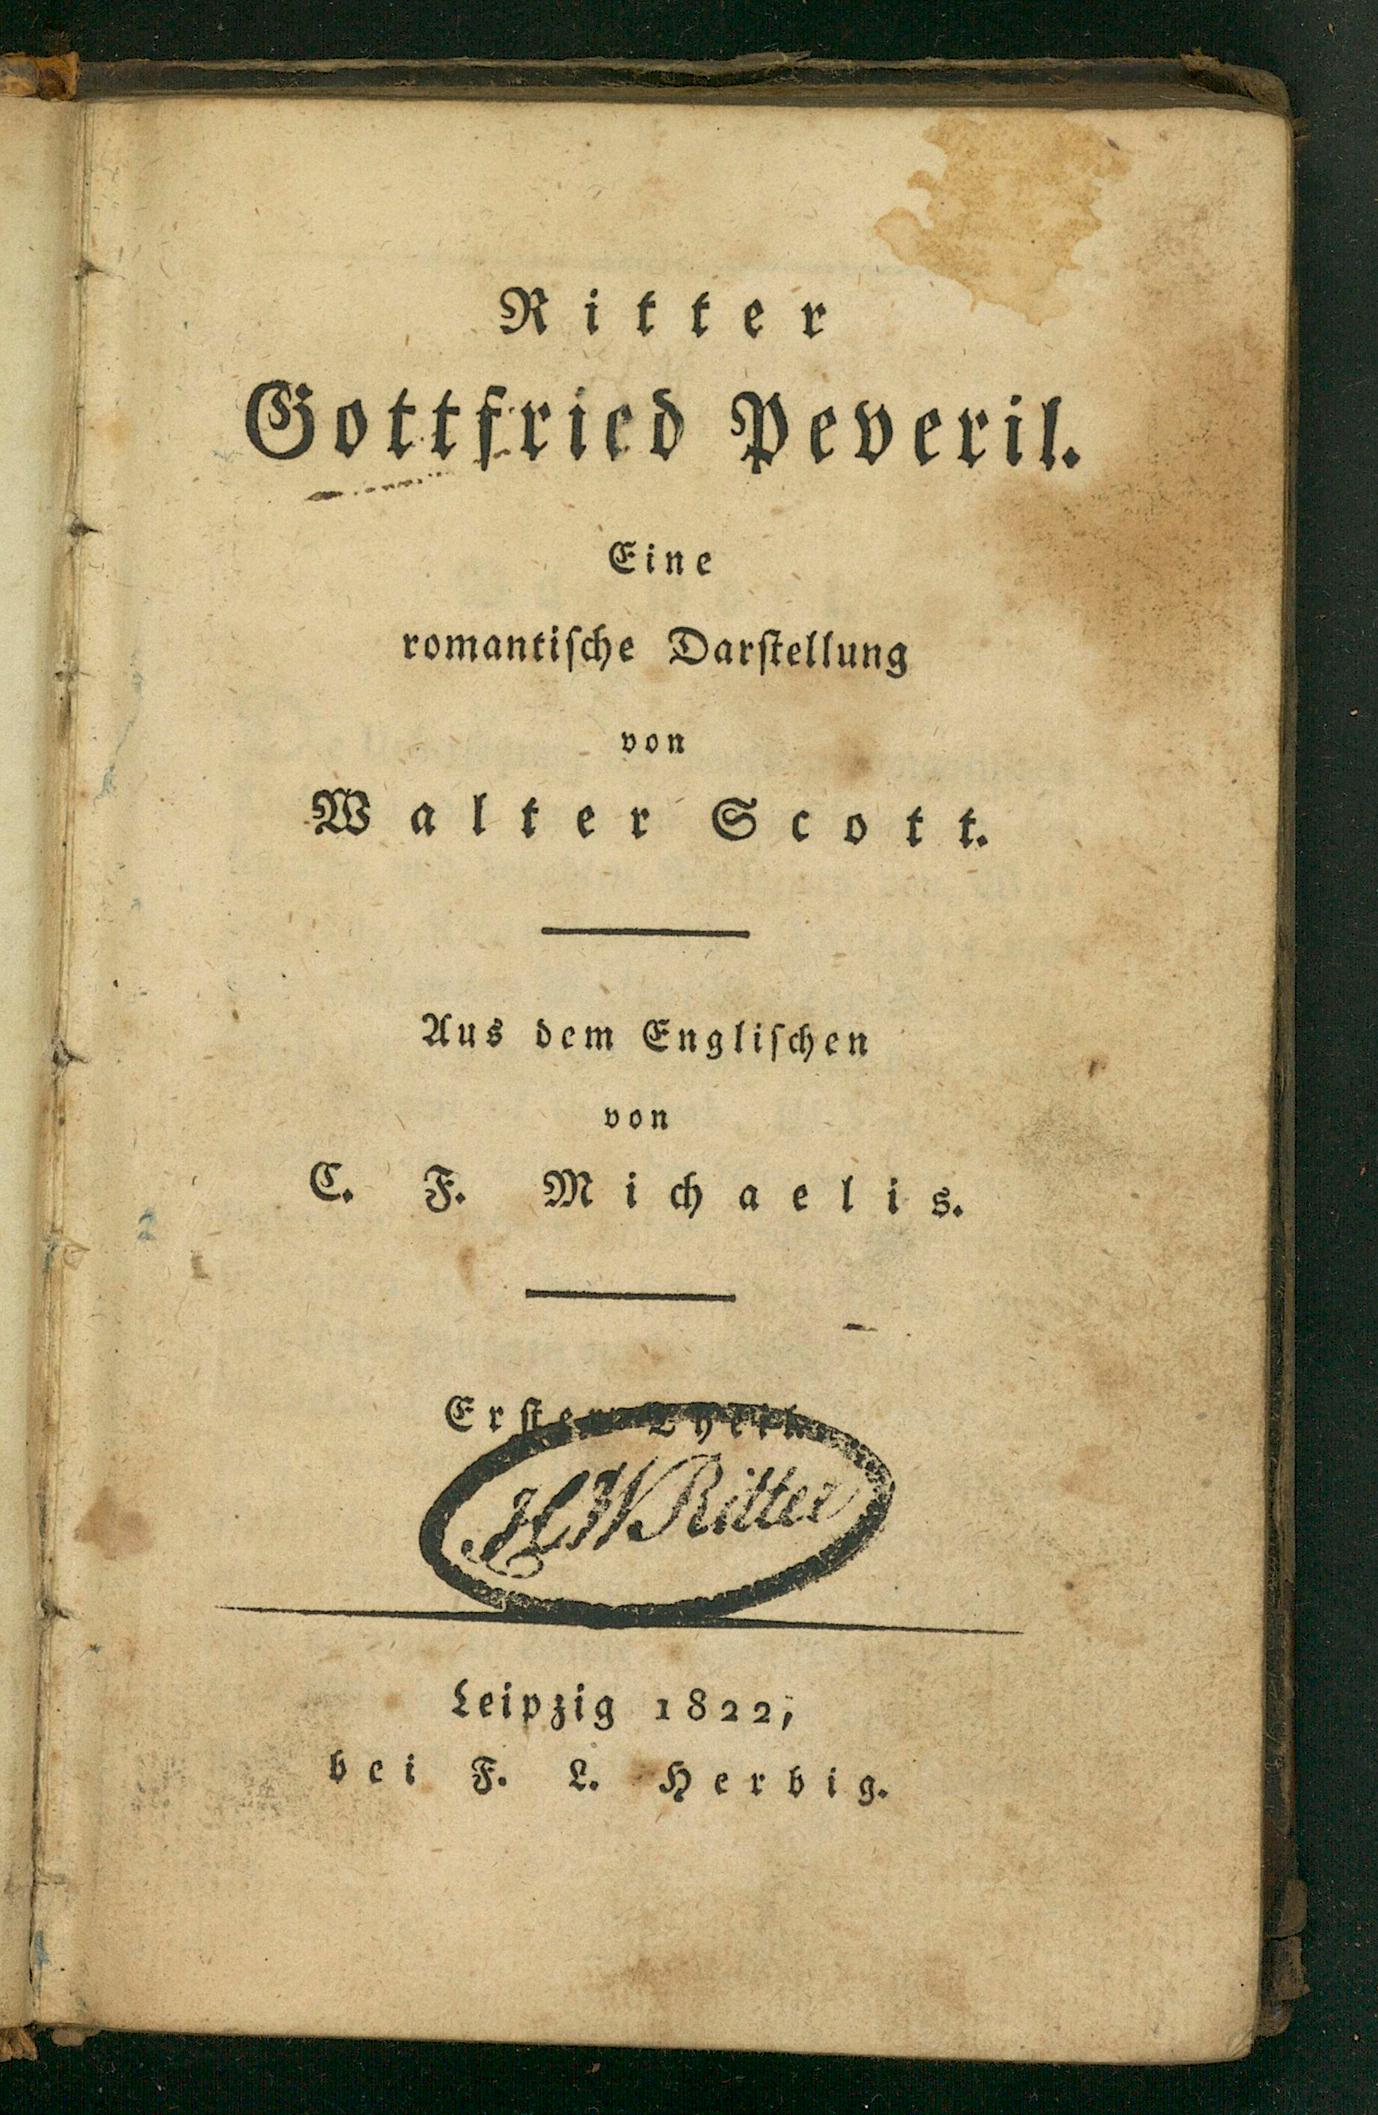 Ritter
Gottfried Peveril.
Eine
romantiſche Darſtellung
von
Walter Scott.
Aus dem Engliſchen
von
C. F. Michaelis.
Erſter Theil.
HW Ritter
Leipzig 1822,
bei F. L. Herbig.